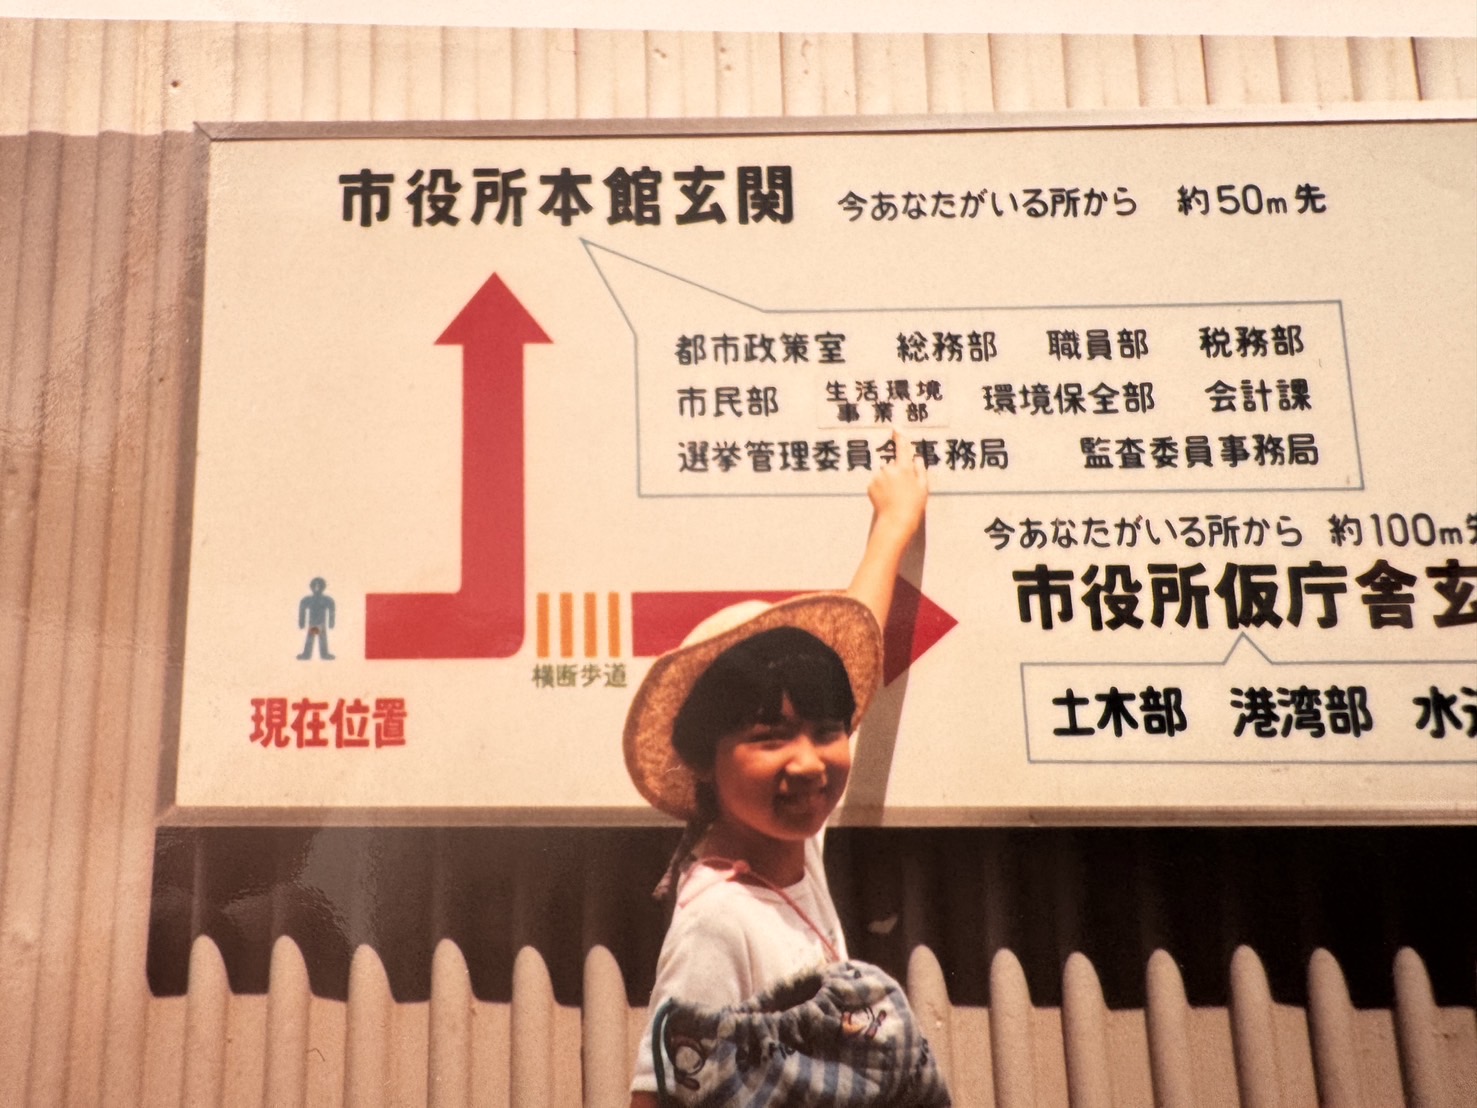 市役所本館玄関 今あなたがいる所から 約50m先
都市政策室 総務部 職員部 税務部
市民部 生活環境事業部 環境保全部 会計課
選挙管理委員会事務局 監査委員事務局
今あなたがいる所から 約100m
市役所仮庁舎玄
横断歩道
土木部 港湾部 水
現在位置